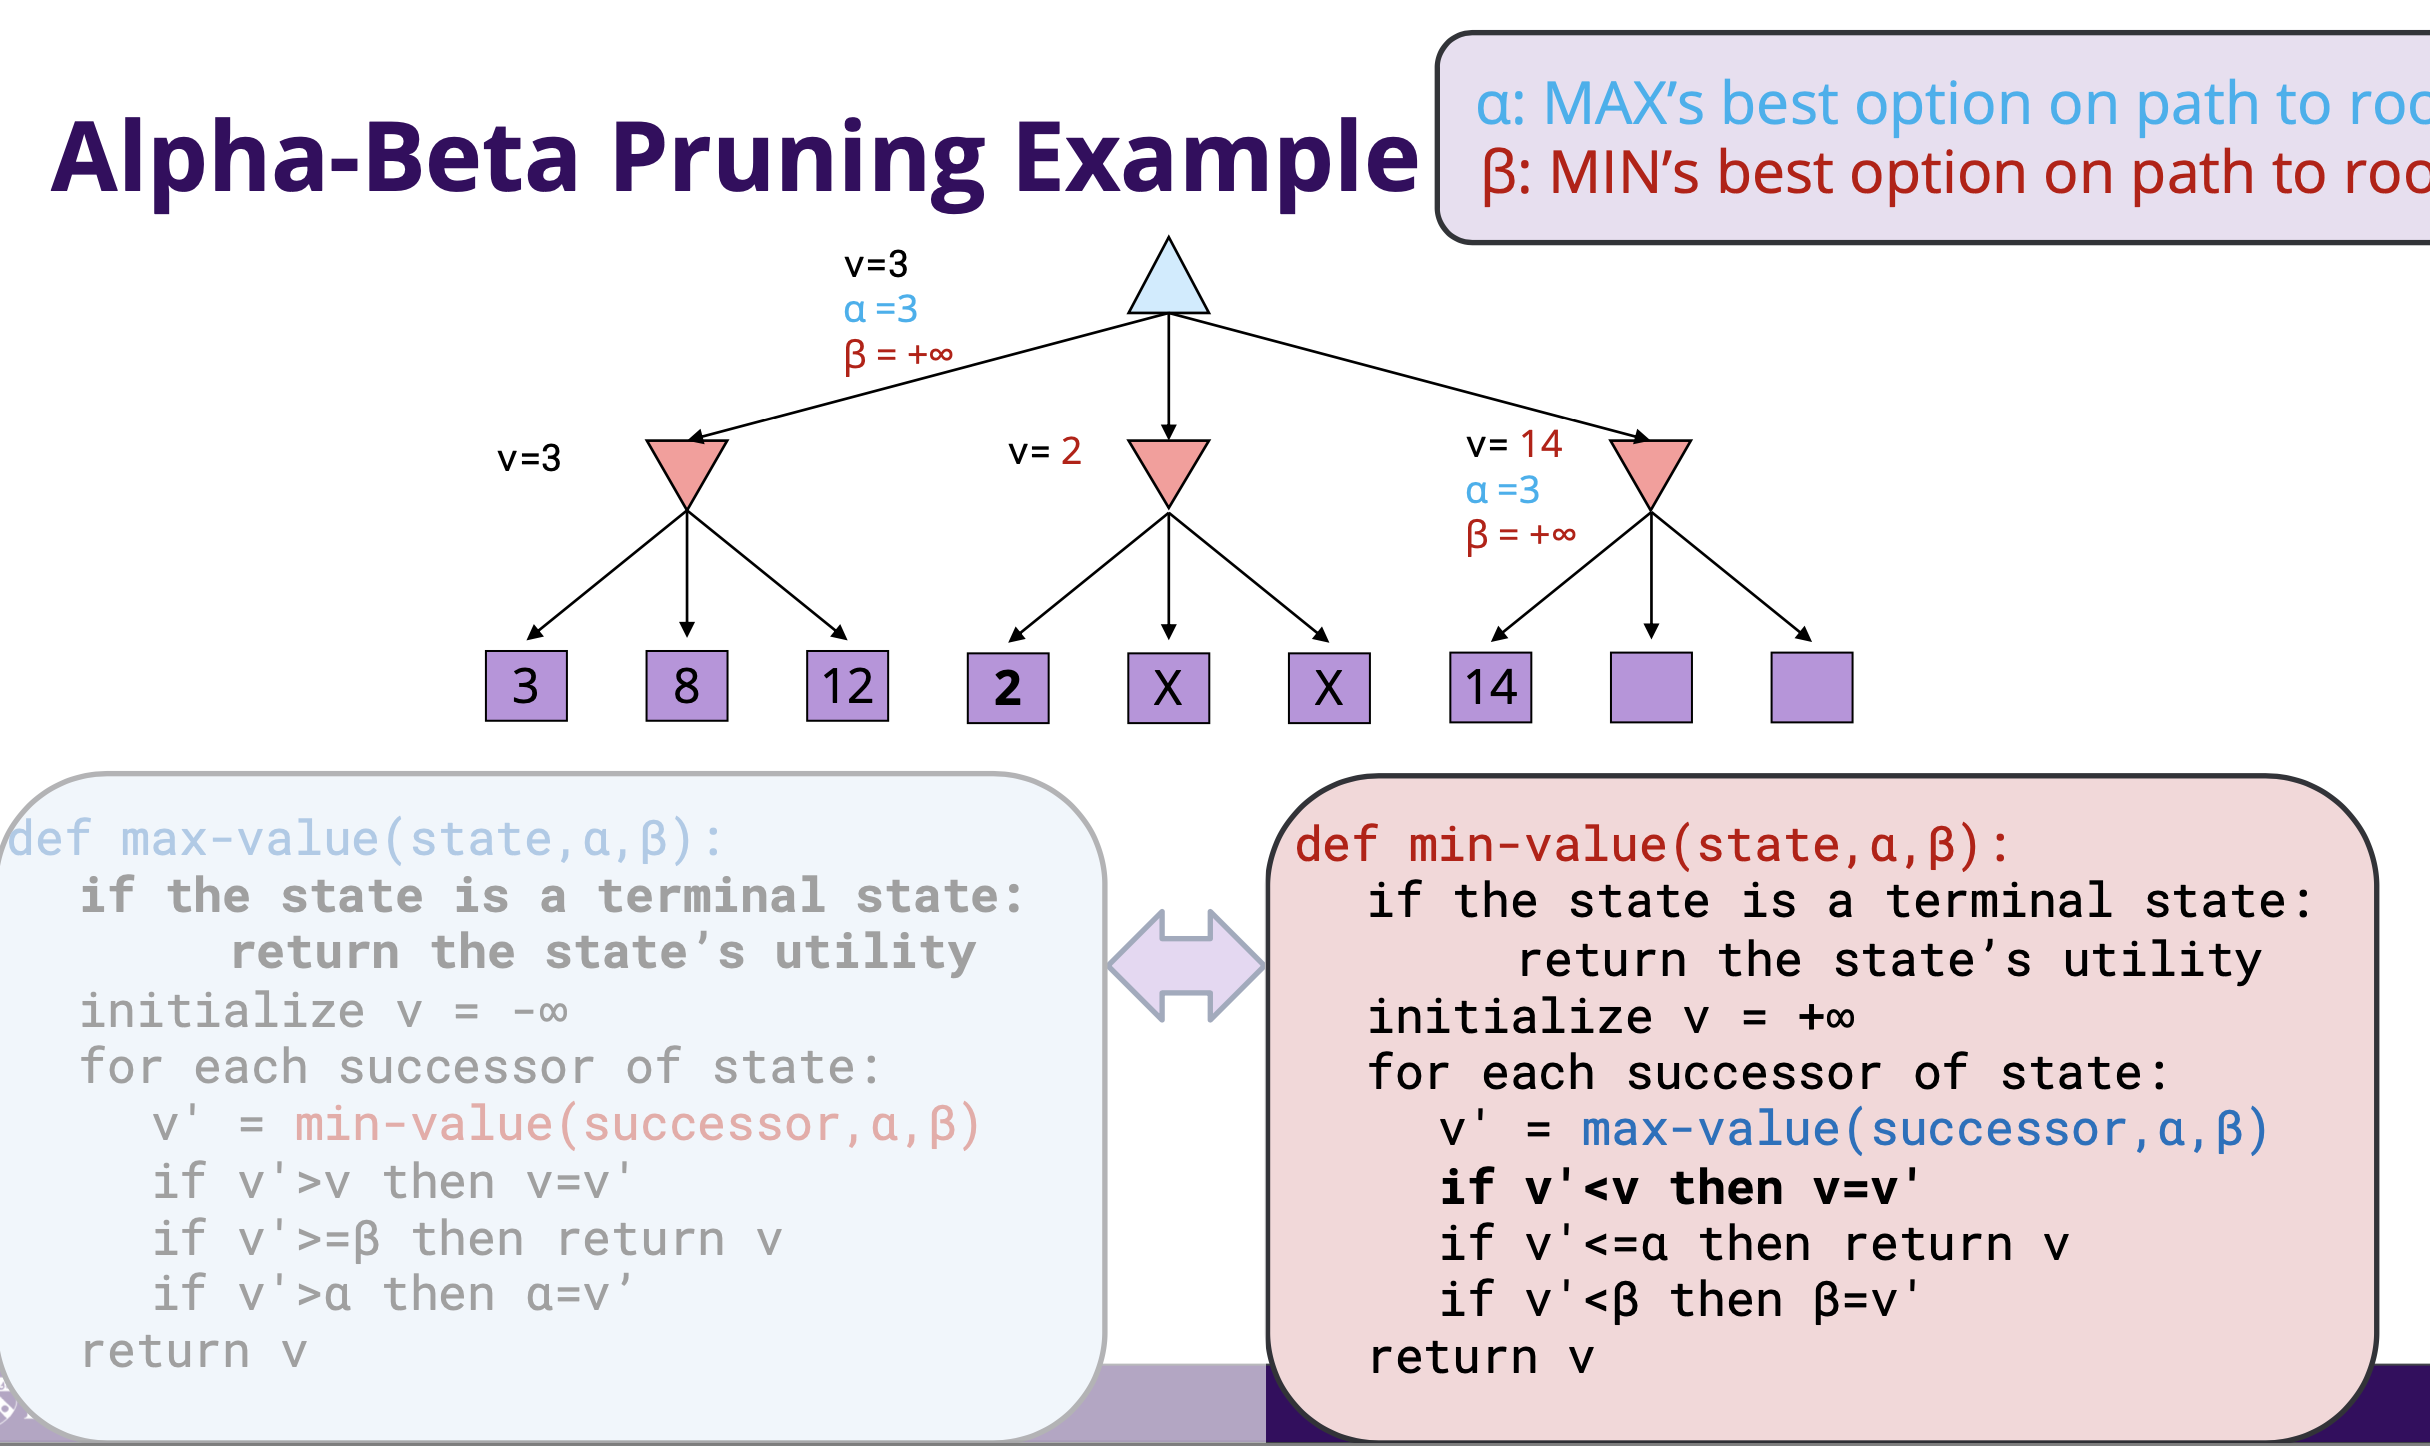 α: MAX’s best option on path to
β: MIN’s best option on path to
Alpha-Beta Pruning Example
v=3
α =3
β = +∞
v=3
v= 2
v= 14
α =3
β = +∞
3 8 12 2 X X 14
def max-value(state,α,β):
if the state is a terminal state:
return the state’s utility
initialize v = -∞
for each successor of state:
v' = min-value(successor,α,β)
if v'>v then v=v'
if v'>=β then return v
if v'>α then α=v’
return v
def min-value(state,α,β):
if the state is a terminal state:
return the state’s utility
initialize v = +∞
for each successor of state:
v' = max-value(successor,α,β)
if v'<v then v=v'
if v'<=α then return v
if v'<β then β=v'
return v